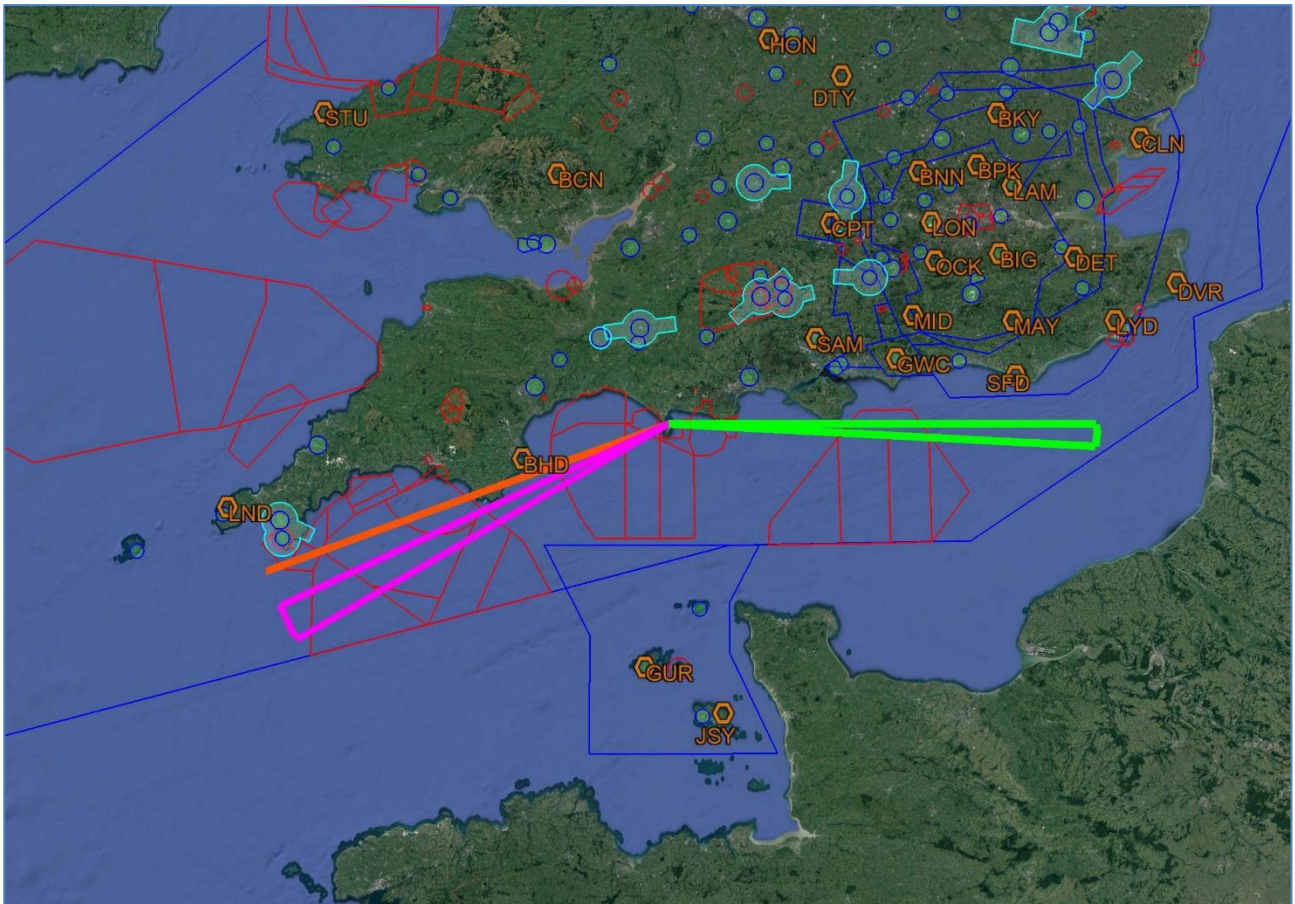 HON
DTY
STU
BKY
CLN
BCN
BNN
BPK
LAM
CPT
LON
OCK
BIG
DET
DVR
MID
MAY
LYD
SAM
GWC
SFD
BHD
LND
GUR
JSY